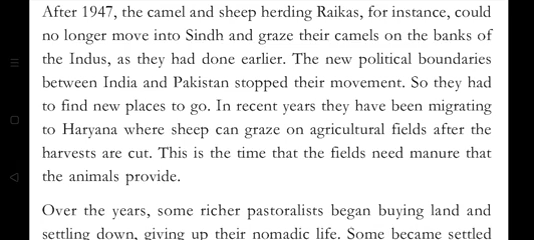 After 1947, the camel and sheep herding Raikas, for instance, could
no longer move into Sindh and graze their camels on the banks of
the Indus, as they had done earlier. The new political boundaries
between India and Pakistan stopped their movement. So they had
to find new places to go. In recent years they have been migrating
to Haryana where sheep can graze on agricultural fields after the
harvests are cut. This is the time that the fields need manure that
the animals provide.
Over the years, some richer pastoralists began buying land and
settling down, giving up their nomadic life. Some became settled